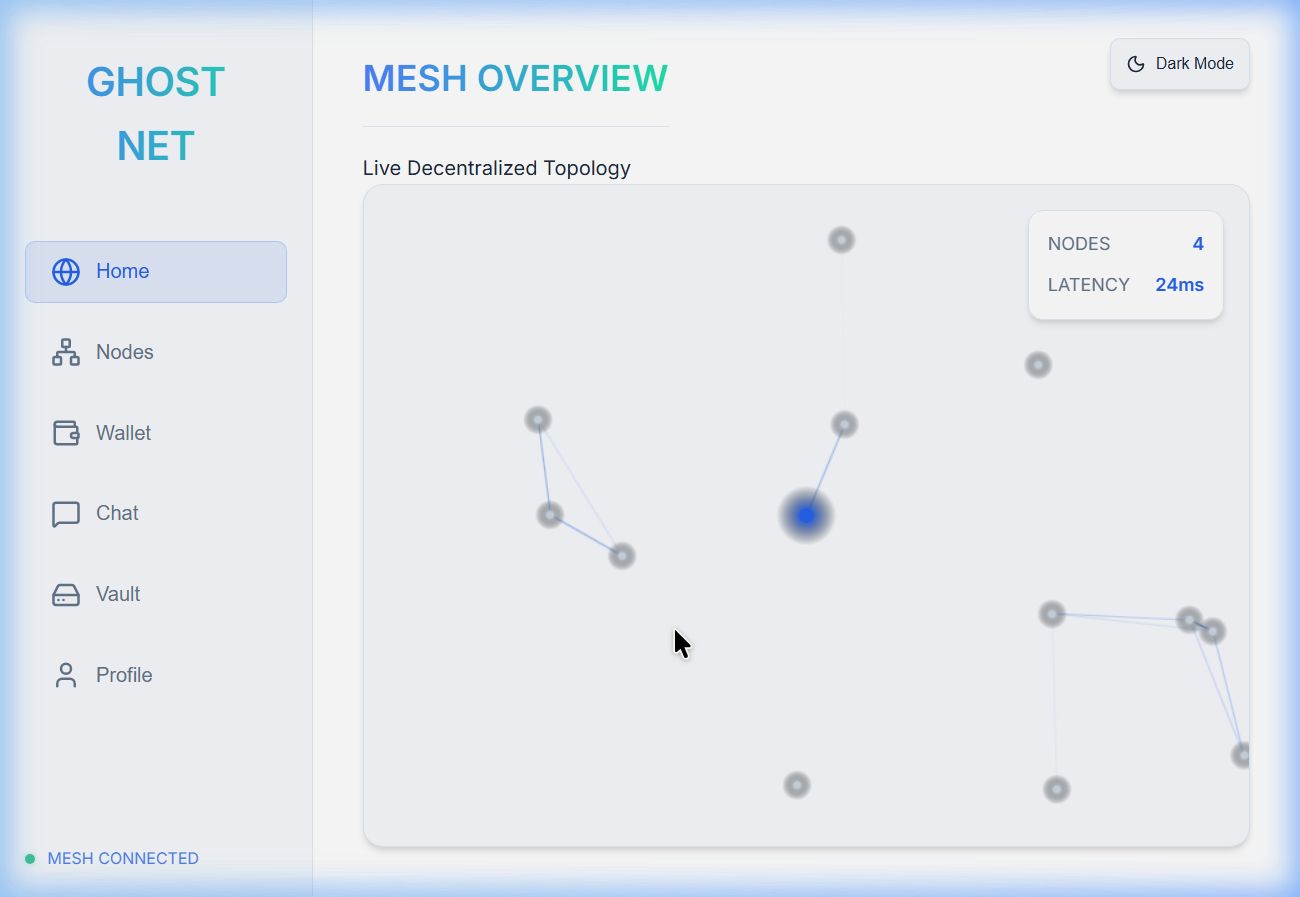 GHOST
NET
Home
Nodes
Wallet
Chat
Vault
Profile
MESH CONNECTED
MESH OVERVIEW
Dark Mode
Live Decentralized Topology
NODES 4
LATENCY 24ms